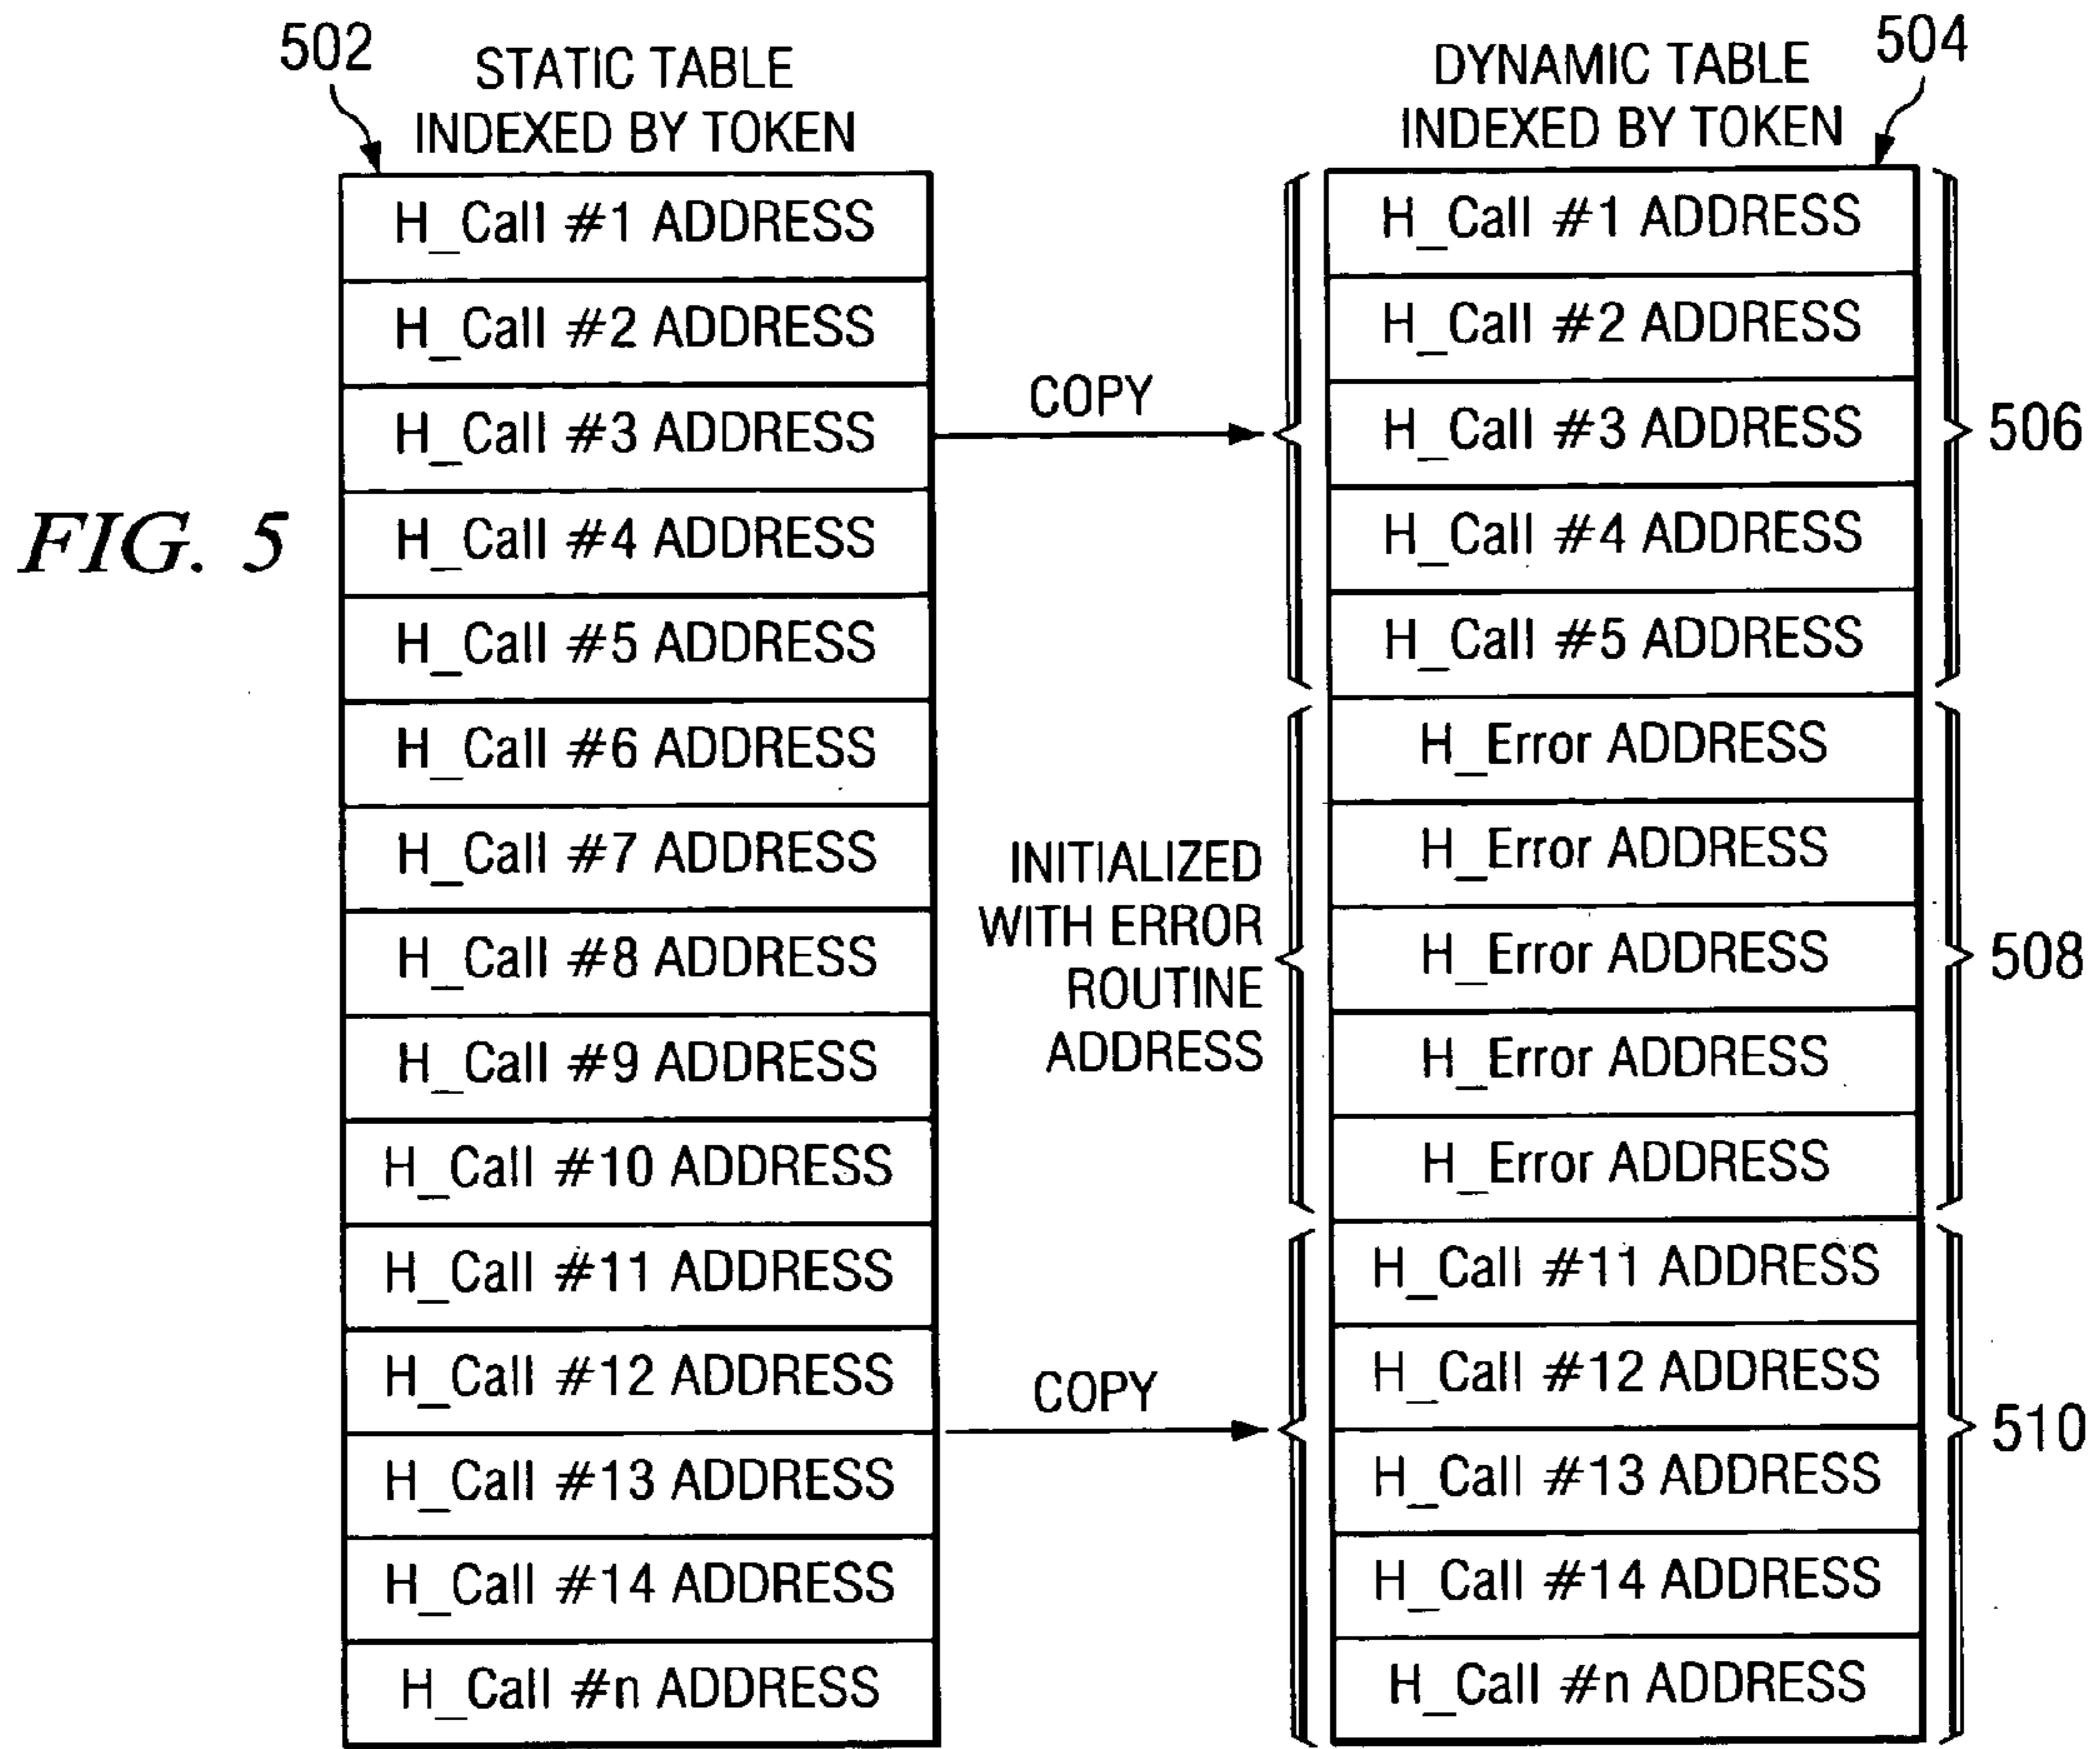 502
STATIC TABLE
INDEXED BY TOKEN
H_Call #1 ADDRESS
H_Call #2 ADDRESS
H_Call #3 ADDRESS
H_Call #4 ADDRESS
H_Call #5 ADDRESS
H_Call #6 ADDRESS
H_Call #7 ADDRESS
H_Call #8 ADDRESS
H_Call #9 ADDRESS
H_Call #10 ADDRESS
H_Call #11 ADDRESS
H_Call #12 ADDRESS
H_Call #13 ADDRESS
H_Call #14 ADDRESS
H_Call #n ADDRESS
FIG. 5
COPY
INITIALIZED
WITH ERROR
ROUTINE
ADDRESS
COPY
504
DYNAMIC TABLE
INDEXED BY TOKEN
H_Call #1 ADDRESS
H_Call #2 ADDRESS
H_Call #3 ADDRESS
H_Call #4 ADDRESS
H_Call #5 ADDRESS
H_Error ADDRESS
H_Error ADDRESS
H_Error ADDRESS
H_Error ADDRESS
H_Error ADDRESS
H_Call #11 ADDRESS
H_Call #12 ADDRESS
H_Call #13 ADDRESS
H_Call #14 ADDRESS
H_Call #n ADDRESS
506
508
510